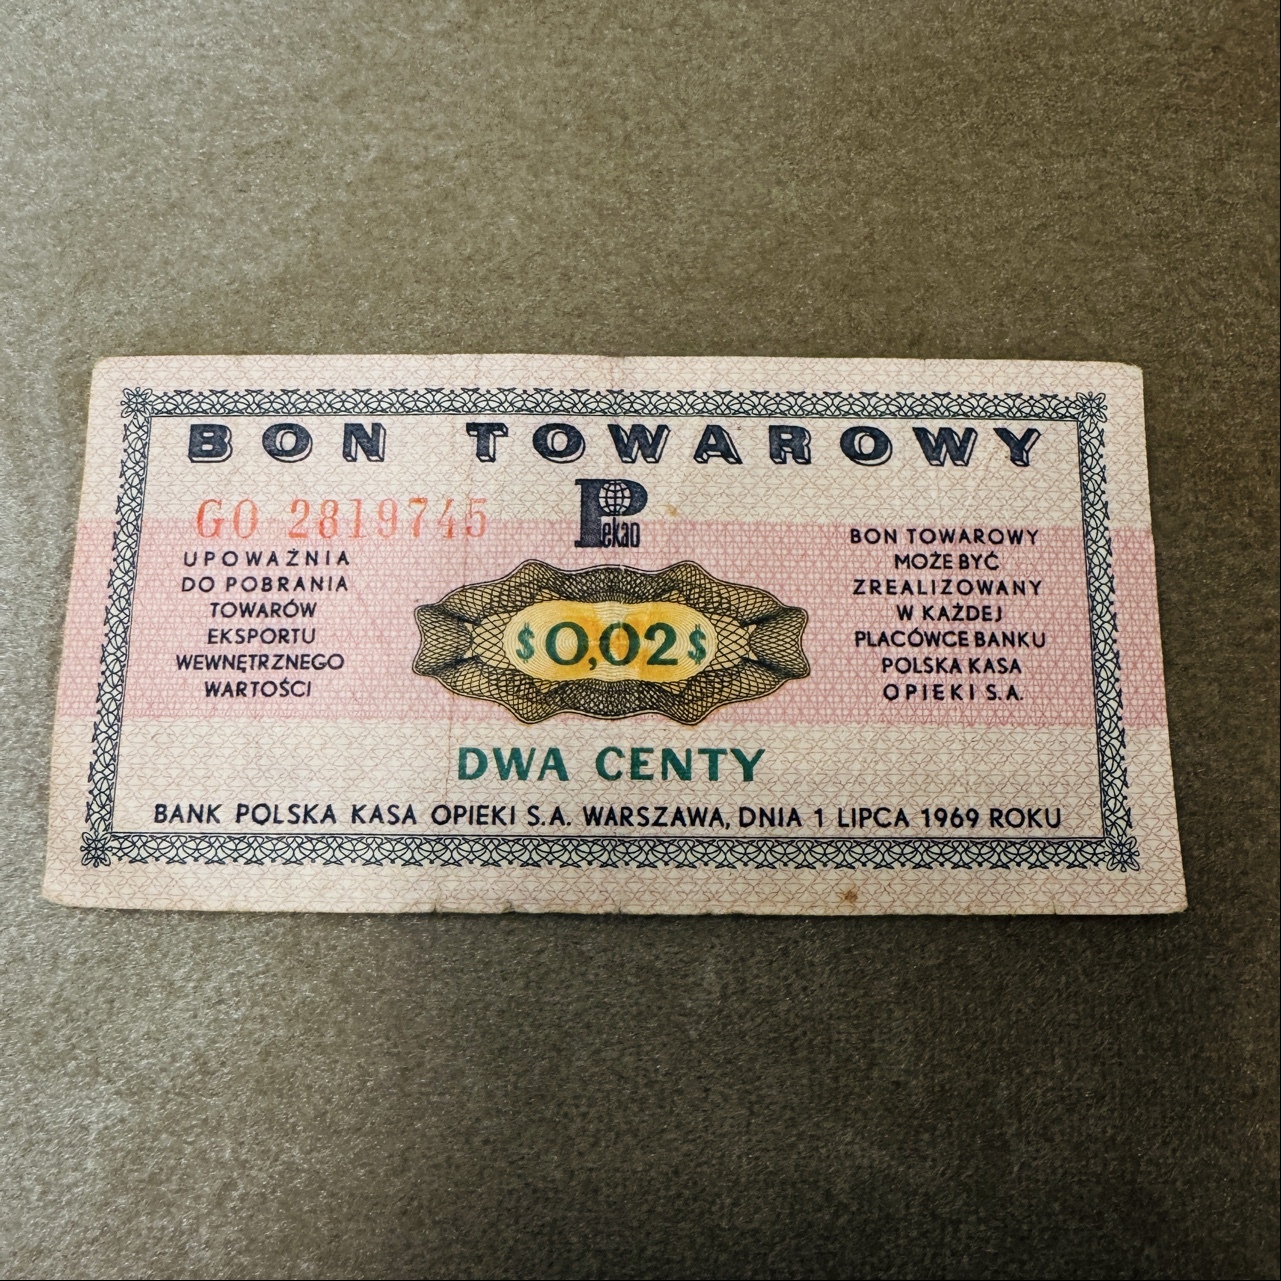 BON TOWAROWY
Pekao
GO 2819745
UPOWAŻNIA
DO POBRANIA
TOWARÓW
EKSPORTU
WEWNĘTRZNEGO
WARTOŚCI
$0,02$
BON TOWAROWY
MOŻE BYĆ
ZREALIZOWANY
W KAŻDEJ
PLACÓWCE BANKU
POLSKA KASA
OPIEKI S.A.
DWA CENTY
BANK POLSKA KASA OPIEKI S.A. WARSZAWA, DNIA 1 LIPCA 1969 ROKU